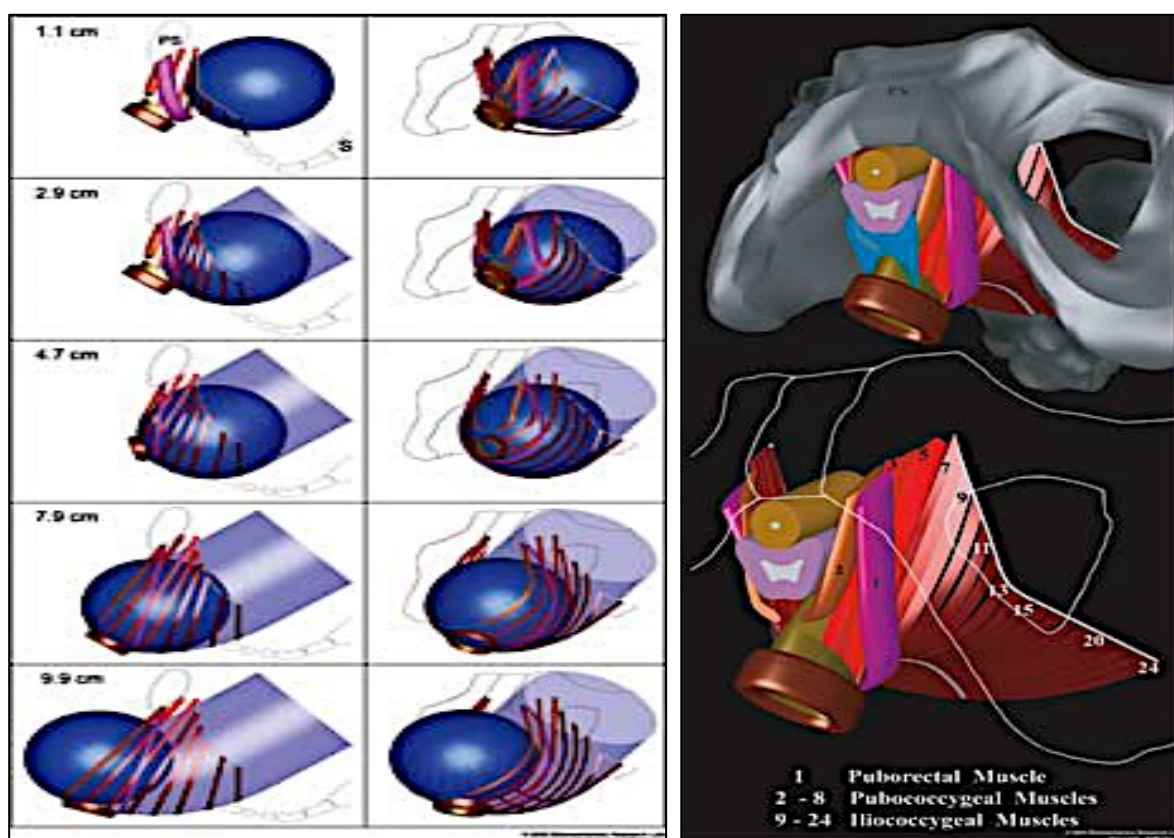 1.1 cm
PS
S
2.9 cm
4.7 cm
7.9 cm
9.9 cm
PS
5
7
9
2
1
11
13
15
20
24
1 Puborectal Muscle
2 - 8 Pubococcygeal Muscles
9 - 24 Iliococcygeal Muscles